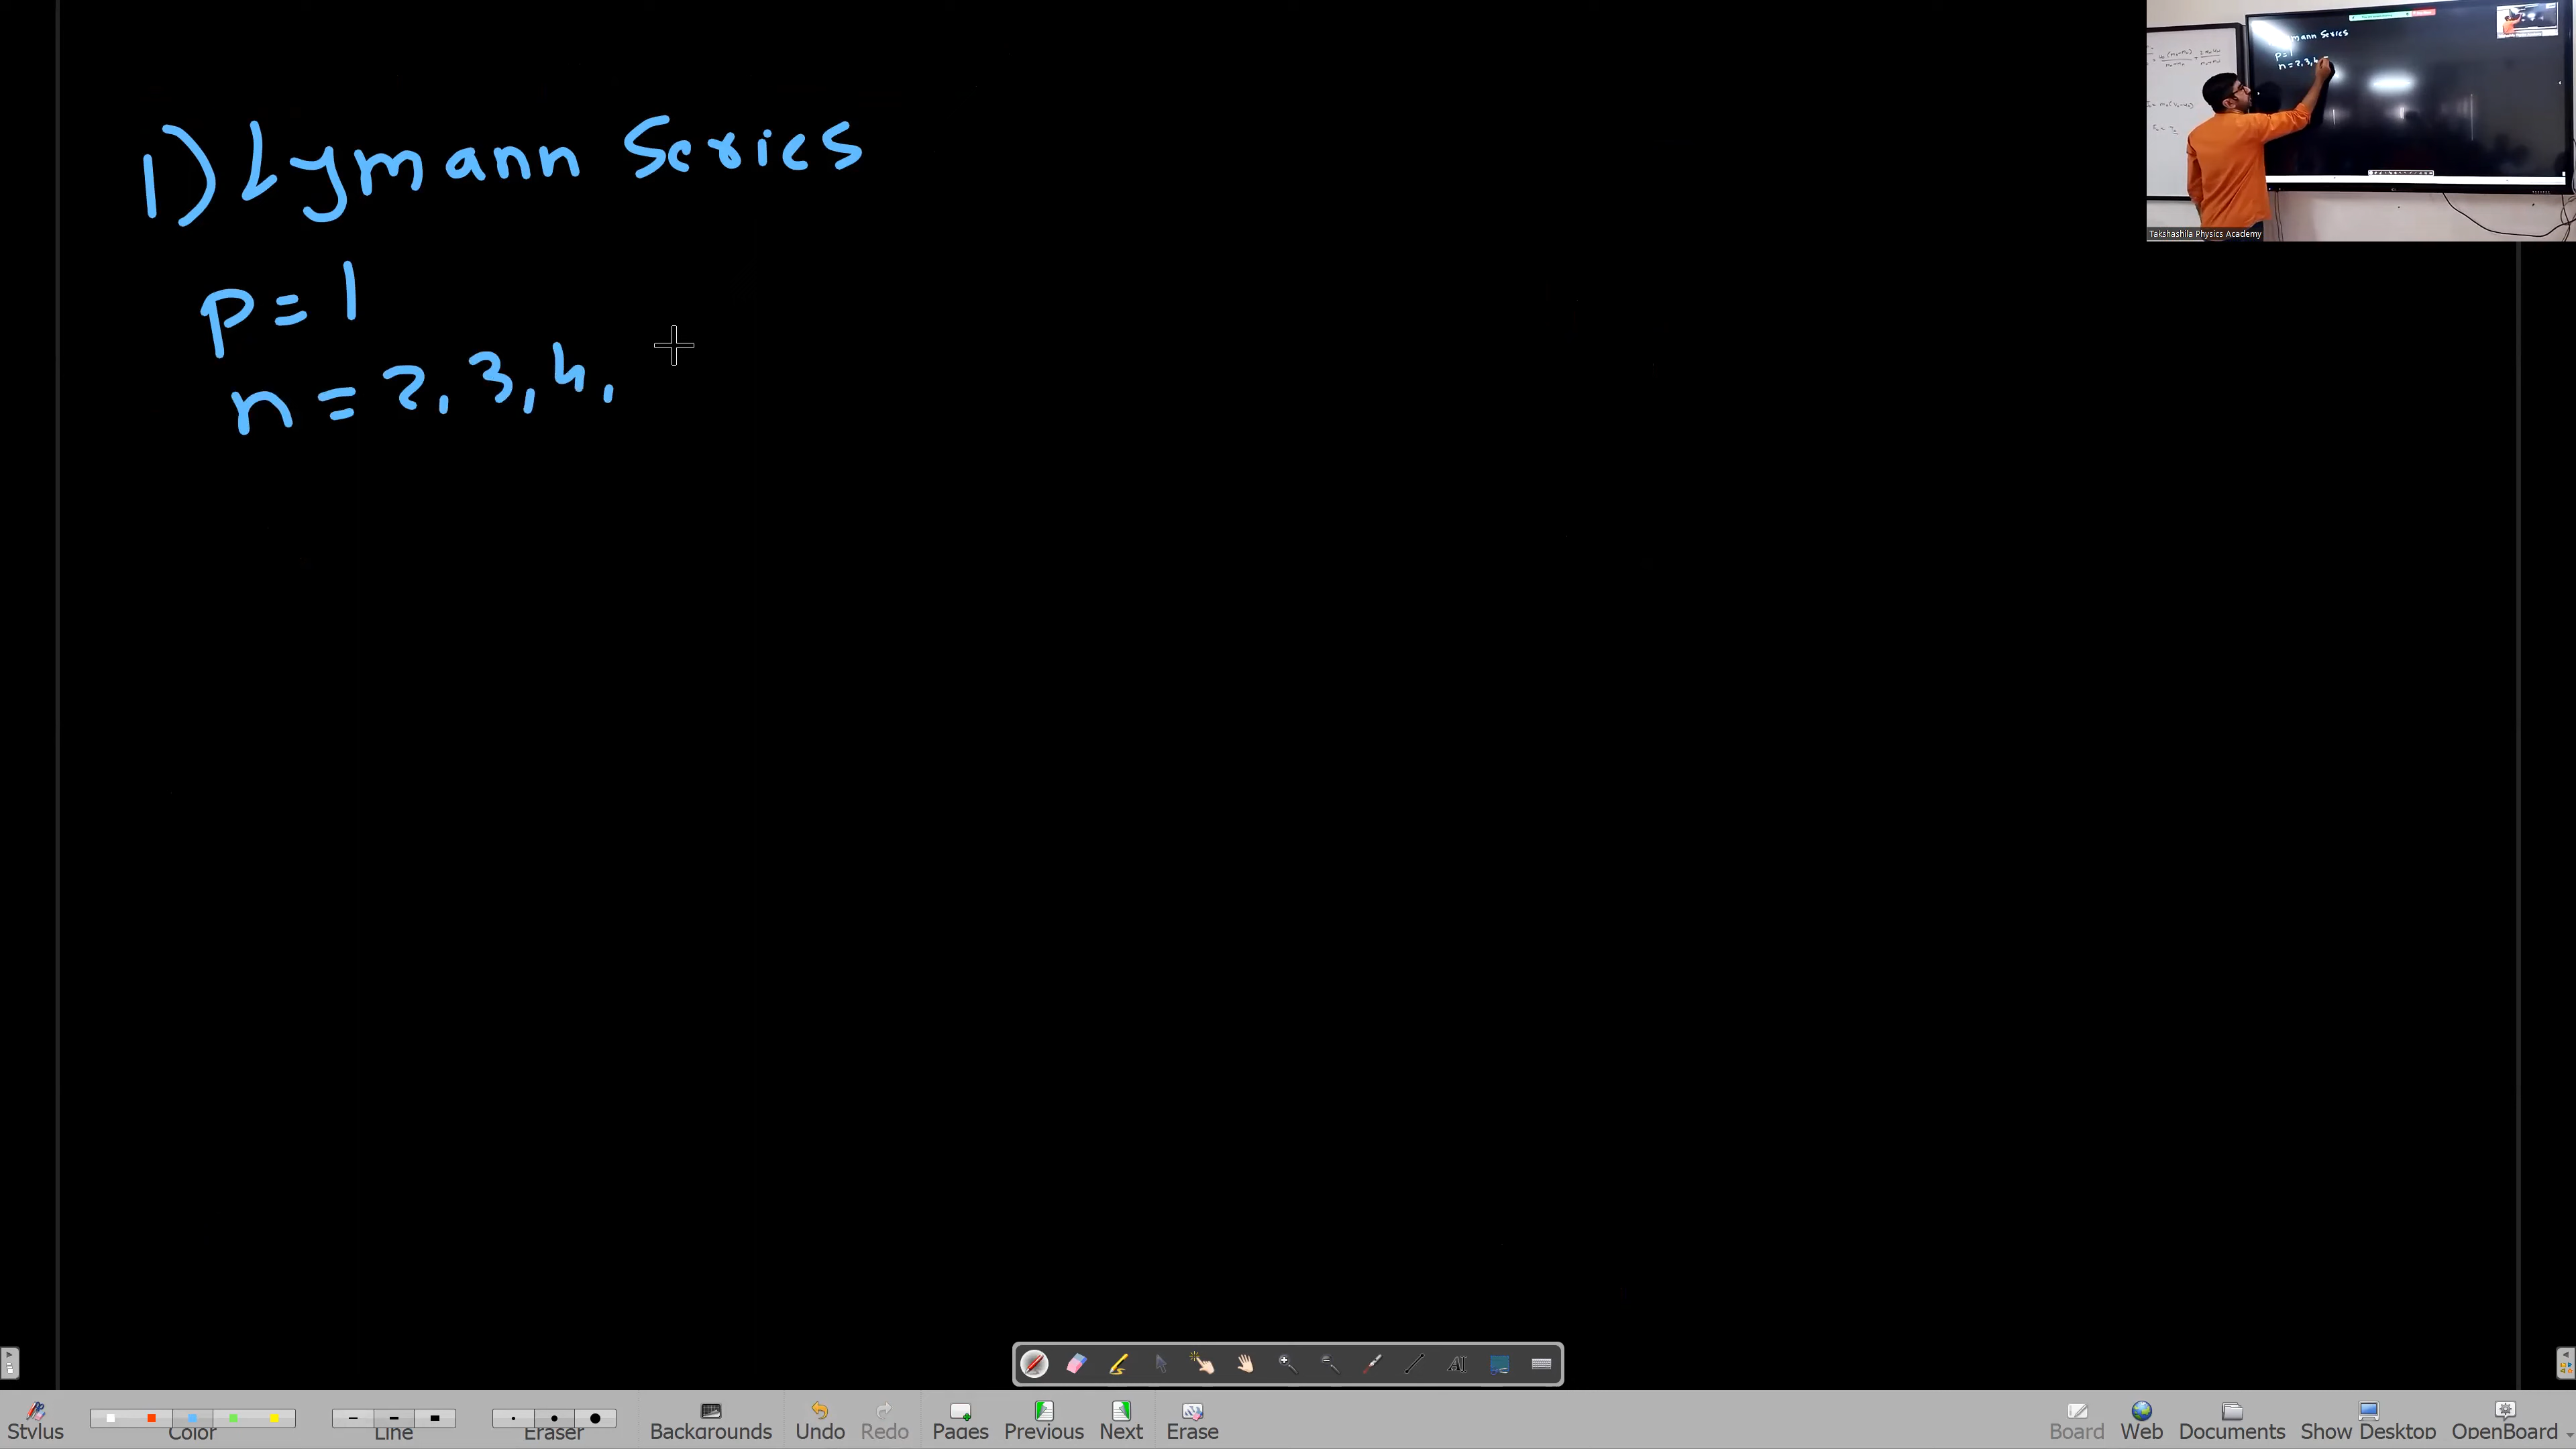 1) Lymann Series
p = 1
n = 2, 3, 4,
Takshashila Physics Academy
Stylus
Color
Line
Eraser
Backgrounds
Undo
Redo
Pages
Previous
Next
Erase
Board
Web
Documents
Show Desktop
OpenBoard